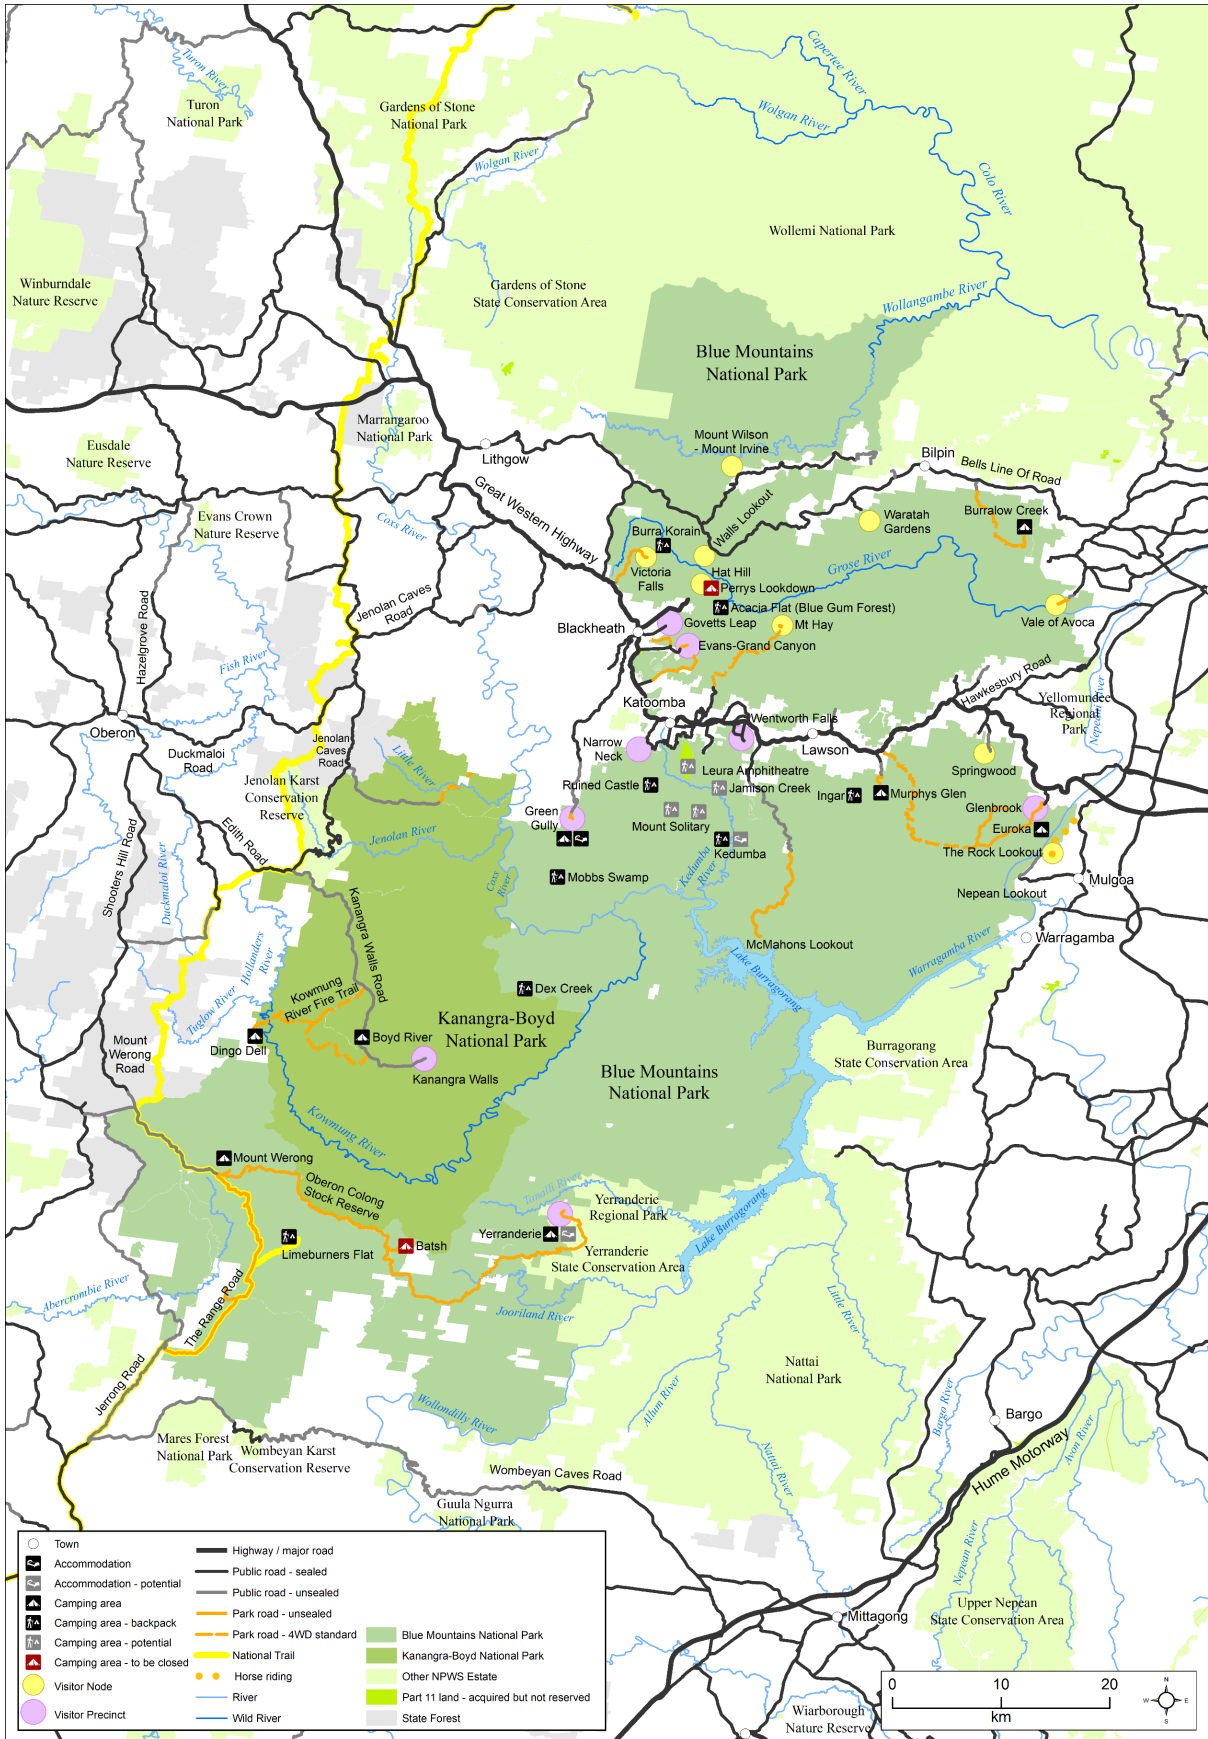 Capertee River
Turon River
Turon
National Park
Gardens of Stone
National Park
Wolgan River
Wolgan River
Colo River
Wollemi National Park
Winburndale
Nature Reserve
Gardens of Stone
State Conservation Area
Wollangambe River
Blue Mountains
National Park
Marrangaroo
National Park
Eusdale
Nature Reserve
Lithgow
Mount Wilson
- Mount Irvine
Bilpin
Bells Line Of Road
Great Western Highway
Walls Lookout
Evans Crown
Nature Reserve
Coxs River
Burra Korain
Waratah
Gardens
Burralow Creek
Victoria
Falls
Hat Hill
Grose River
Perrys Lookdown
Jenolan Caves
Road
Acacia Flat (Blue Gum Forest)
Blackheath
Govetts Leap
Mt Hay
Vale of Avoca
Hazelgrove Road
Evans-Grand Canyon
Fish River
Hawkesbury Road
Yellomundee
Regional
Park
Nepean River
Katoomba
Wentworth Falls
Oberon
Lawson
Jenolan
Caves
Road
Duckmaloi
Road
Little River
Narrow
Neck
Leura Amphitheatre
Springwood
Jenolan Karst
Conservation
Reserve
Ruined Castle
Jamison Creek
Ingar
Murphys Glen
Green
Gully
Mount Solitary
Glenbrook
Euroka
Edith Road
Jenolan River
Kedumba
The Rock Lookout
Shooters Hill Road
Duckmaloi River
Coxs
River
Kedumba
River
Mobbs Swamp
Nepean Lookout
Mulgoa
Kanangra Walls Road
McMahons Lookout
Warragamba
Hollanders
River
Lake Burragorang
Warragamba River
Kowmung
River Fire Trail
Dex Creek
Tuglow River
Kanangra-Boyd
National Park
Mount
Werong
Road
Dingo Dell
Boyd River
Burragorang
State Conservation Area
Kanangra Walls
Blue Mountains
National Park
Kowmung River
Mount Werong
Oberon Colong
Stock Reserve
Tonalli River
Yerranderie
Regional Park
Lake Burragorang
Yerranderie
Limeburners Flat
Batsh
Yerranderie
State Conservation Area
Abercrombie River
The Range Road
Jooriland River
Little River
Nattai
National Park
Jerrong Road
Wollondilly River
Allum River
Bargo River
Bargo
Mares Forest
National Park
Wombeyan Karst
Conservation Reserve
Hume Motorway
Avon River
Nattai River
Wombeyan Caves Road
Guula Ngurra
National Park
Nepean River
Upper Nepean
State Conservation Area
Mittagong
Wiarborough
Nature Reserve
Town
Accommodation
Accommodation - potential
Camping area
Camping area - backpack
Camping area - potential
Camping area - to be closed
Visitor Node
Visitor Precinct
Highway / major road
Public road - sealed
Public road - unsealed
Park road - unsealed
Park road - 4WD standard
National Trail
Horse riding
River
Wild River
Blue Mountains National Park
Kanangra-Boyd National Park
Other NPWS Estate
Part 11 land - acquired but not reserved
State Forest
0 10 20
km
N
W E
S